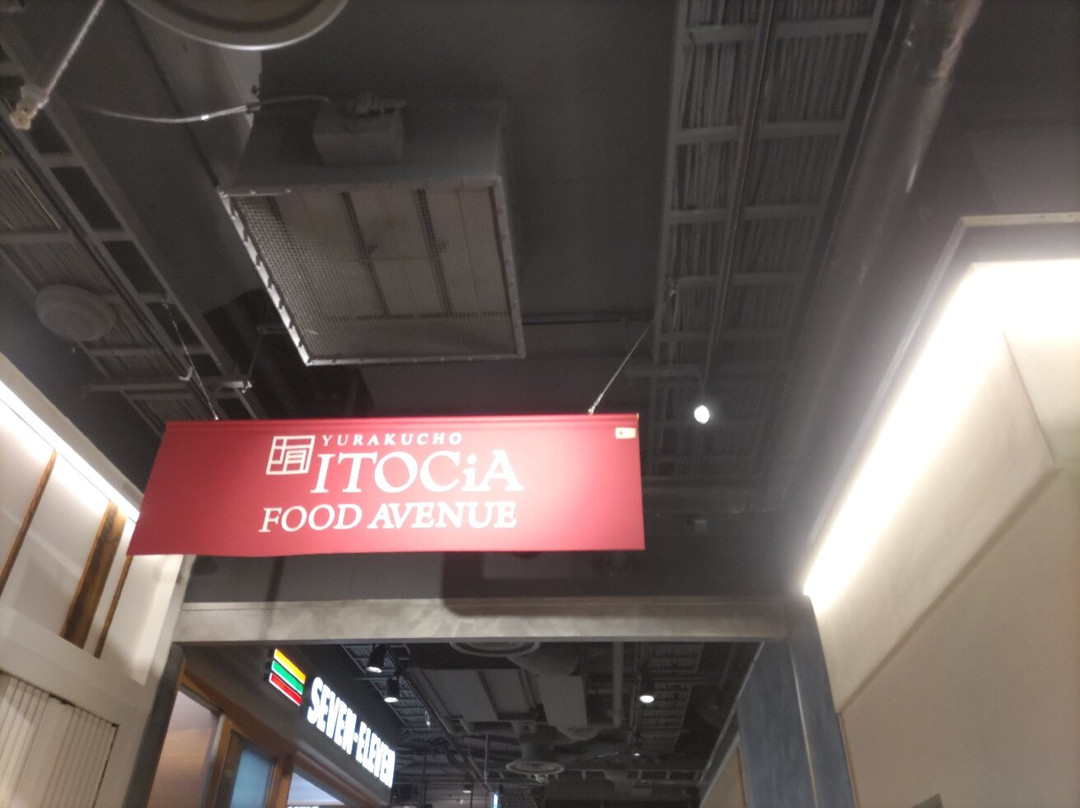 YURAKUCHO
ITOCiA
FOOD AVENUE
SEVEN-ELEVEN